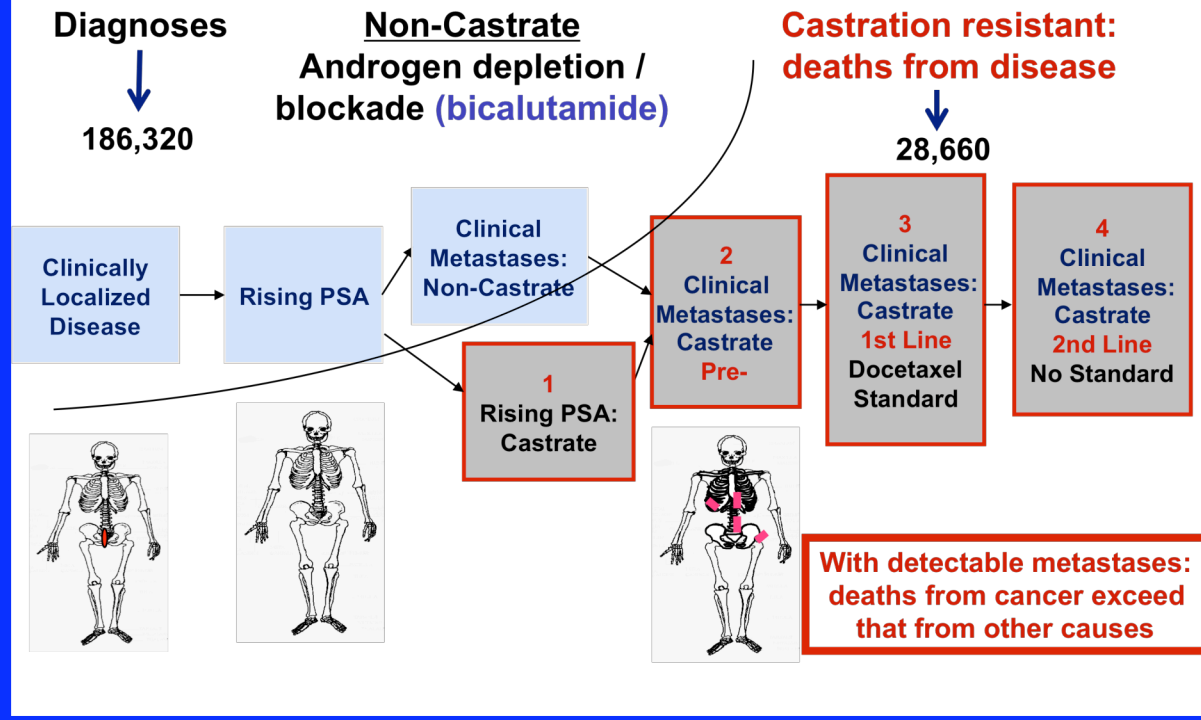 Diagnoses
186,320
Non-Castrate
Androgen depletion /
blockade (bicalutamide)
Castration resistant:
deaths from disease
28,660
Clinically
Localized
Disease
Rising PSA
Clinical
Metastases:
Non-Castrate
1
Rising PSA:
Castrate
2
Clinical
Metastases:
Castrate
Pre-
3
Clinical
Metastases:
Castrate
1st Line
Docetaxel
Standard
4
Clinical
Metastases:
Castrate
2nd Line
No Standard
With detectable metastases:
deaths from cancer exceed
that from other causes